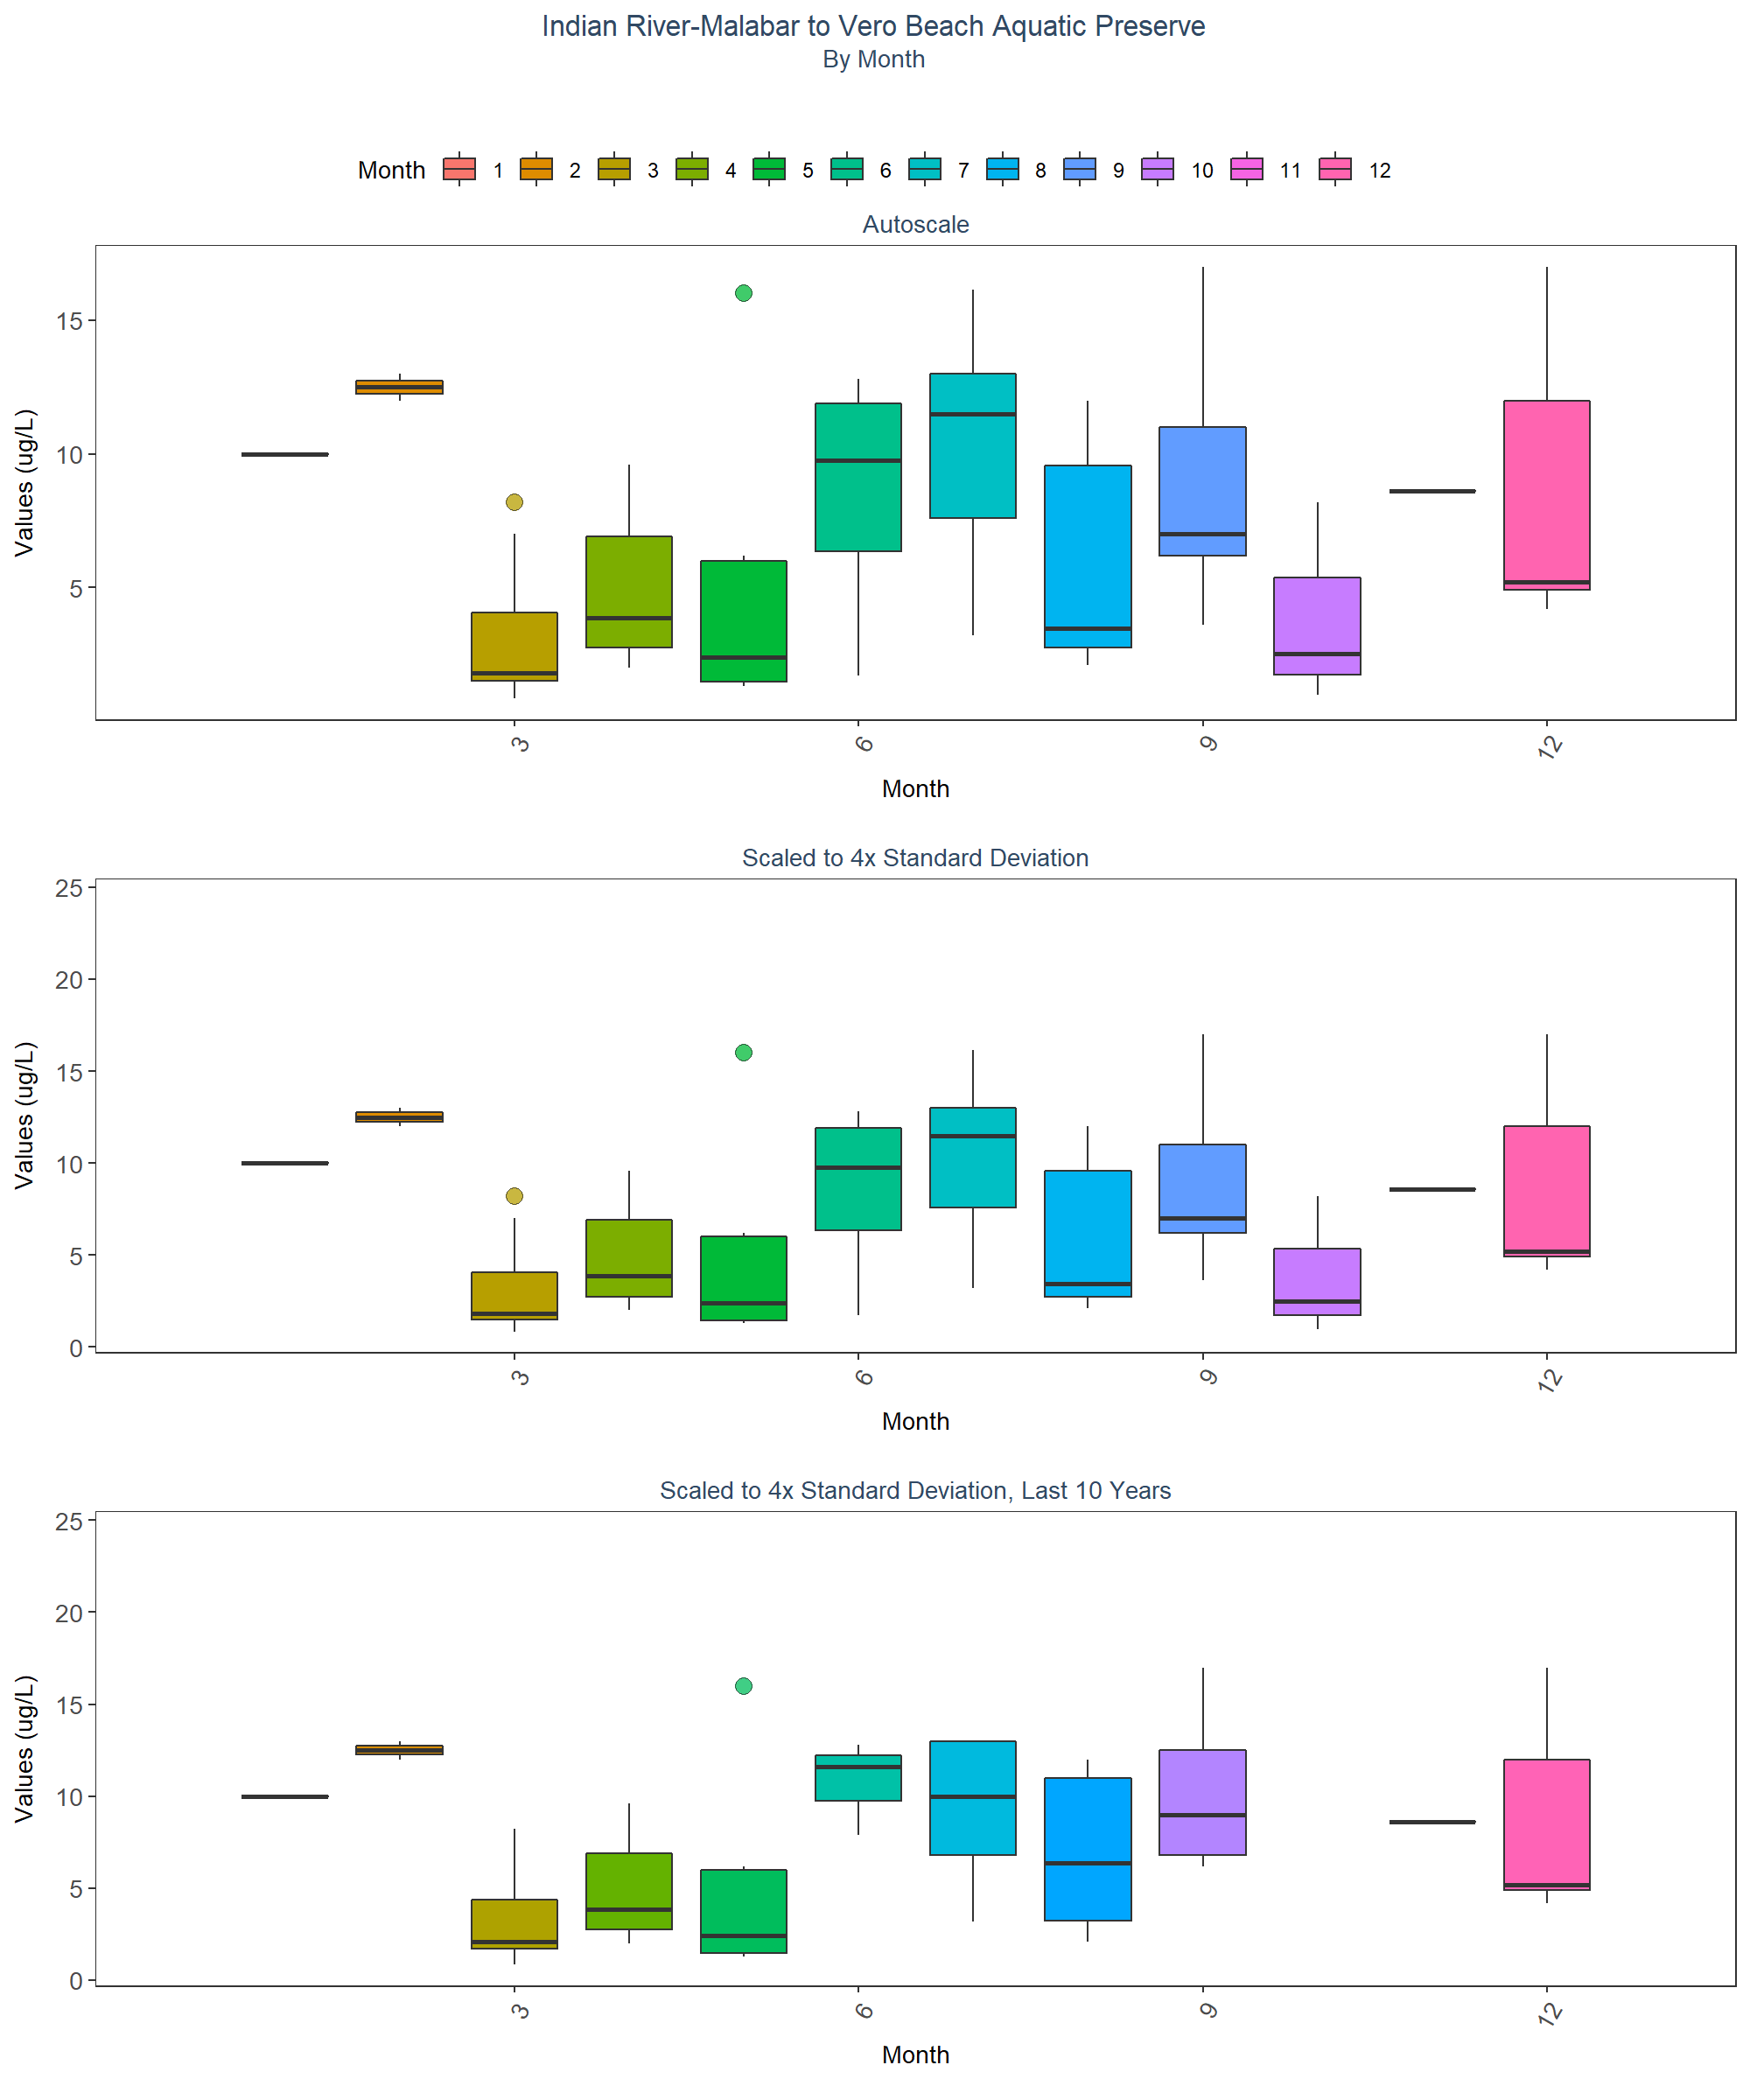 Indian River-Malabar to Vero Beach Aquatic Preserve
By Month
Month 1 2 3 4 5 6 7 8 9 10 11 12
Autoscale
Values (ug/L)
15
10
5
3 6 9 12
Month
Scaled to 4x Standard Deviation
Values (ug/L)
25
20
15
10
5
0
3 6 9 12
Month
Scaled to 4x Standard Deviation, Last 10 Years
Values (ug/L)
25
20
15
10
5
0
3 6 9 12
Month